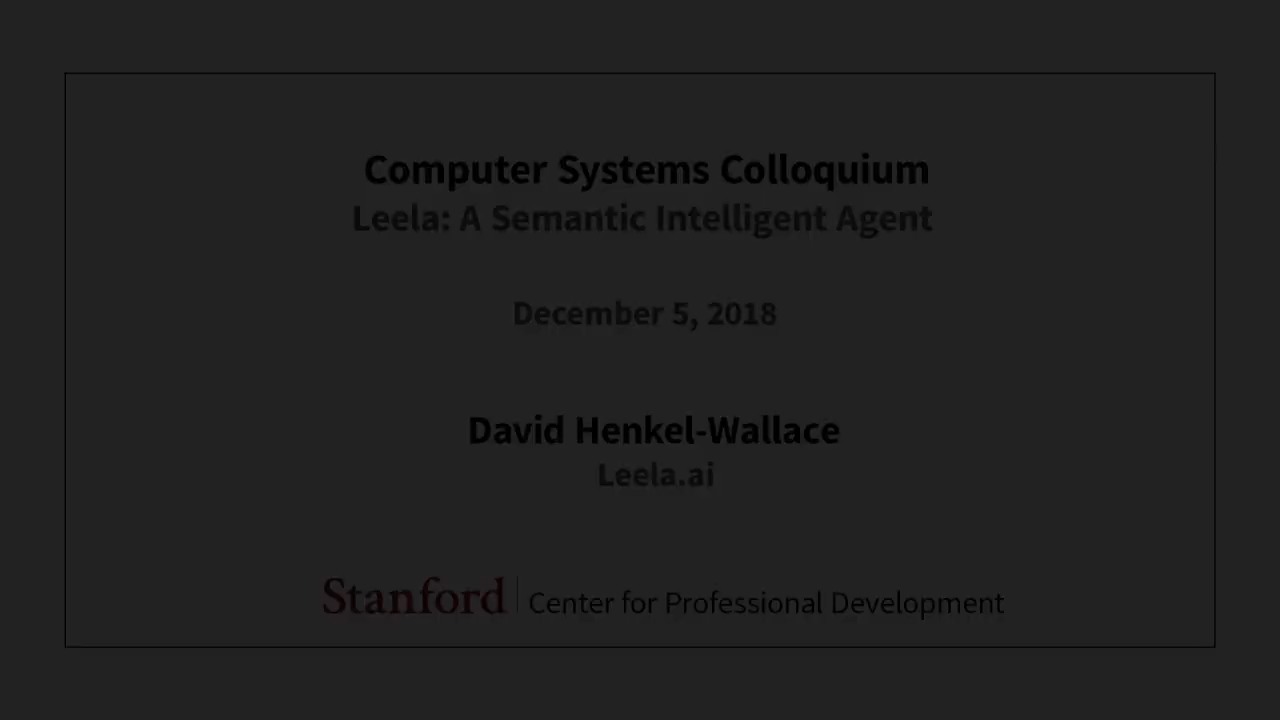 Computer Systems Colloquium
Leela: A Semantic Intelligent Agent
December 5, 2018
David Henkel-Wallace
Leela.ai
Stanford Center for Professional Development